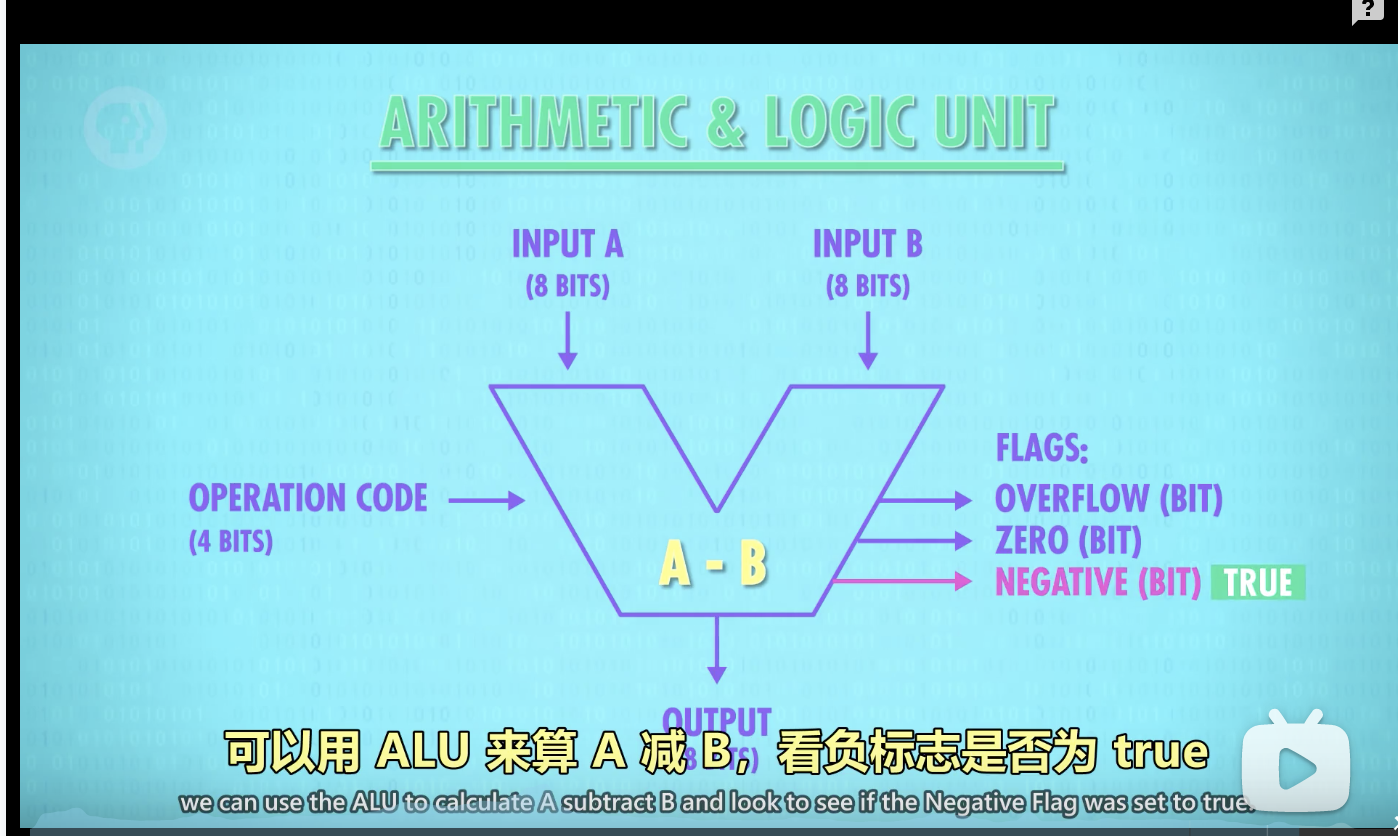 ?
ARITHMETIC & LOGIC UNIT
INPUT A
(8 BITS)
INPUT B
(8 BITS)
FLAGS:
OPERATION CODE
(4 BITS)
OVERFLOW (BIT)
ZERO (BIT)
NEGATIVE (BIT) TRUE
A - B
OUTPUT
(8 BITS)
可以用 ALU 来算 A 减 B，看负标志是否为 true
we can use the ALU to calculate A subtract B and look to see if the Negative Flag was set to true.